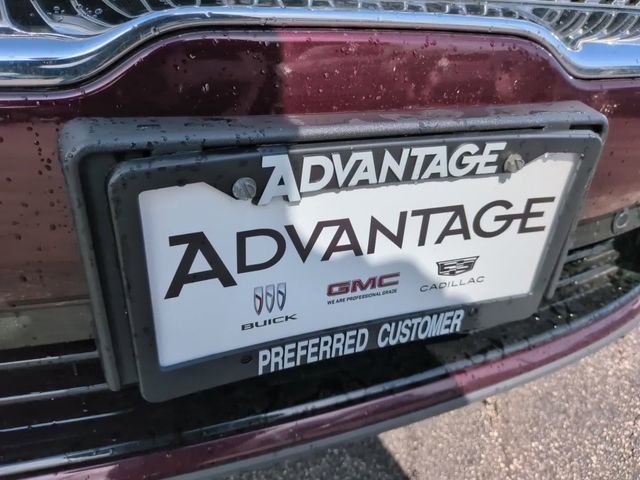 ADVANTAGE
ADVANTAGE
BUICK
GMC
WE ARE PROFESSIONAL GRADE
CADILLAC
PREFERRED CUSTOMER